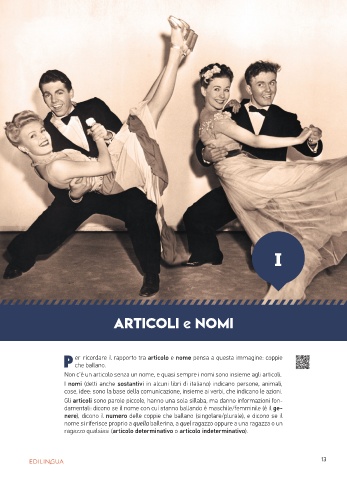 I
ARTICOLI e NOMI
Per ricordare il rapporto tra articolo e nome pensa a questa immagine: coppie
che ballano.
Non c'è un articolo senza un nome, e quasi sempre i nomi sono insieme agli articoli.
I nomi (detti anche sostantivi in alcuni libri di italiano) indicano persone, animali,
cose, idee: sono la base della comunicazione, insieme ai verbi, che indicano le azioni.
Gli articoli sono parole piccole, hanno una sola sillaba, ma danno informazioni fon-
damentali: dicono se il nome con cui stanno ballando è maschile/femminile (è il ge-
nere), dicono il numero delle coppie che ballano (singolare/plurale), e dicono se il
nome si riferisce proprio a quella ballerina, a quel ragazzo oppure a una ragazza o un
ragazzo qualsiasi (articolo determinativo o articolo indeterminativo).
EDILINGUA
13